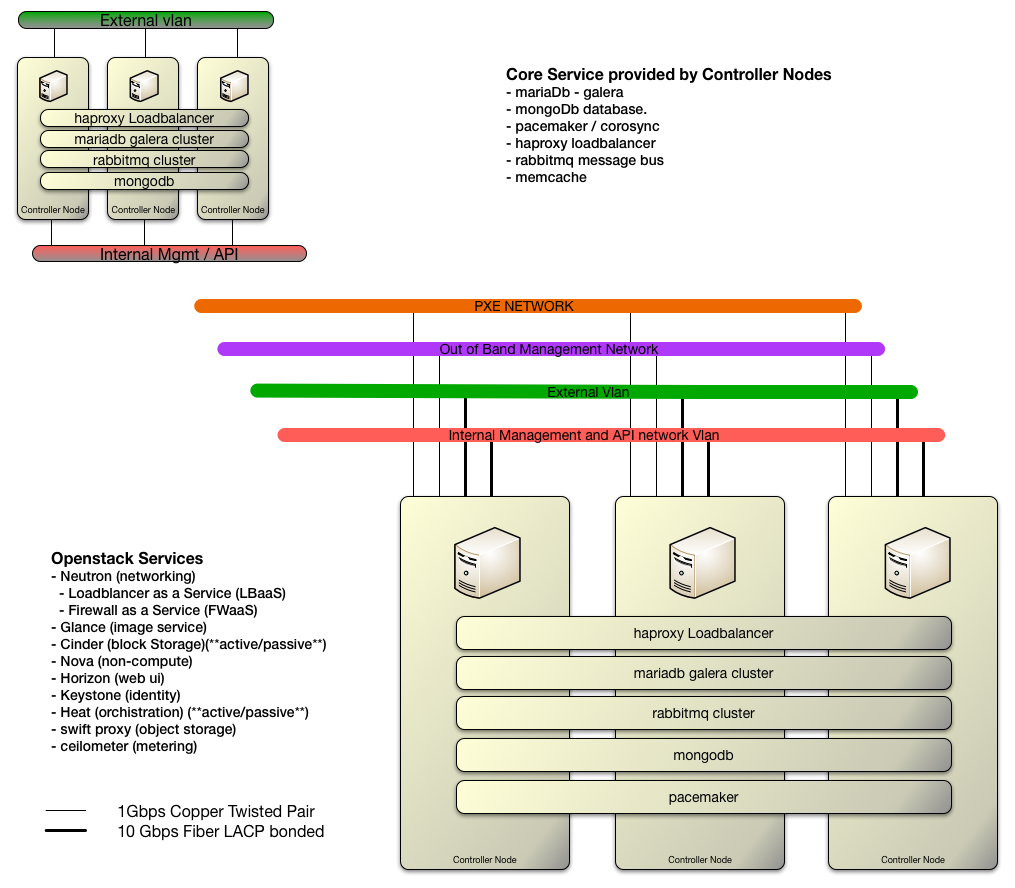 External vlan
haproxy Loadbalancer
mariadb galera cluster
rabbitmq cluster
mongodb
Controller Node
Controller Node
Controller Node
Internal Mgmt / API
Core Service provided by Controller Nodes
- mariaDb - galera
- mongoDb database.
- pacemaker / corosync
- haproxy loadbalancer
- rabbitmq message bus
- memcache
PXE NETWORK
Out of Band Management Network
External Vlan
Internal Management and API network Vlan
Openstack Services
- Neutron (networking)
- Loadblancer as a Service (LBaaS)
- Firewall as a Service (FWaaS)
- Glance (image service)
- Cinder (block Storage)(**active/passive**)
- Nova (non-compute)
- Horizon (web ui)
- Keystone (identity)
- Heat (orchistration) (**active/passive**)
- swift proxy (object storage)
- ceilometer (metering)
1Gbps Copper Twisted Pair
10 Gbps Fiber LACP bonded
haproxy Loadbalancer
mariadb galera cluster
rabbitmq cluster
mongodb
pacemaker
Controller Node
Controller Node
Controller Node